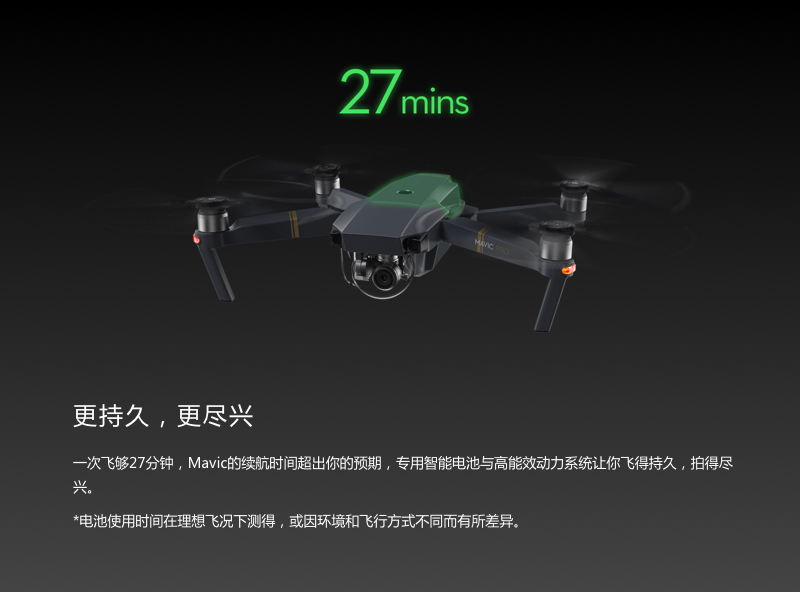 27mins
MAVIC
更持久，更尽兴
一次飞够27分钟，Mavic的续航时间超出你的预期，专用智能电池与高能效动力系统让你飞得持久，拍得尽
兴。
*电池使用时间在理想飞况下测得，或因环境和飞行方式不同而有所差异。